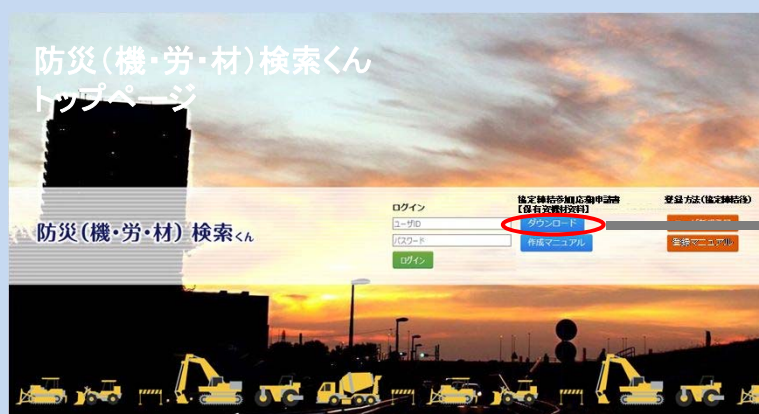 防災(機・労・材)検索くん
トップページ
協定締結参加応募申請書
【保有資機材資料】
登録方法(協定締結後)
ログイン
ユーザID
ダウンロード
防災(機・労・材) 検索くん
パスワード
作成マニュアル
登録マニュアル
ログイン